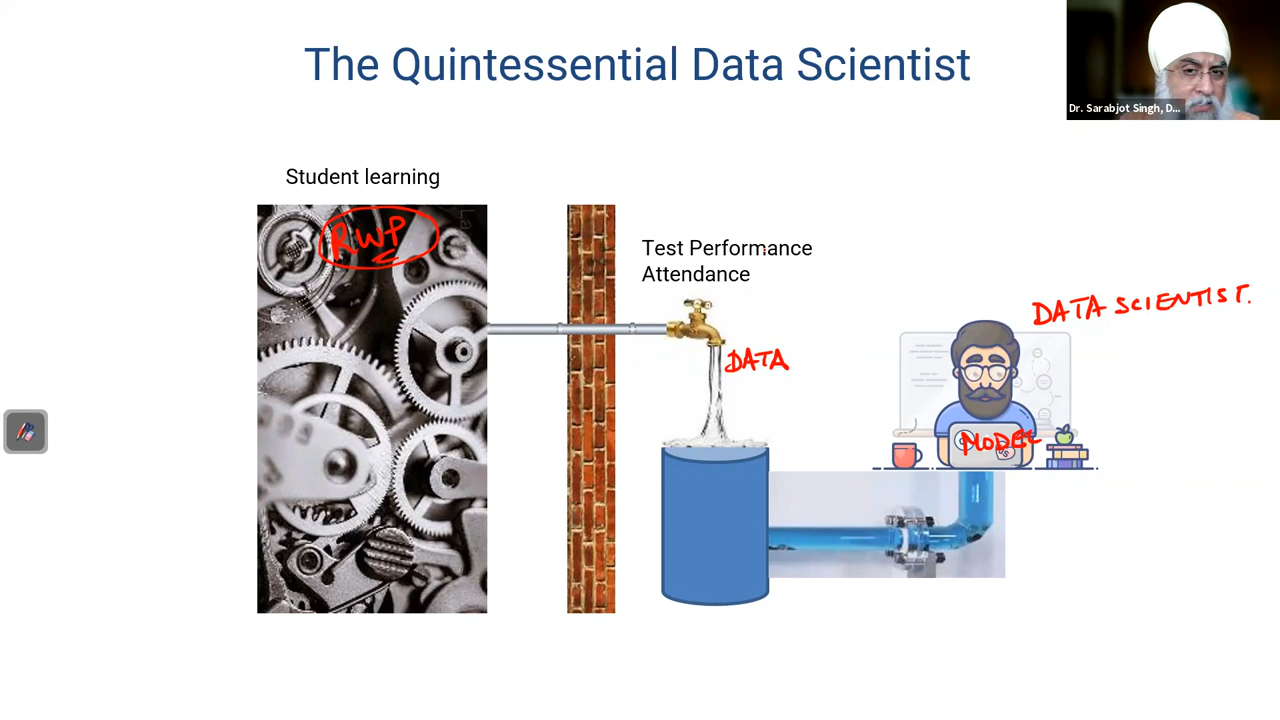 The Quintessential Data Scientist
Dr. Sarabjot Singh, D...
Student learning
RWP
Test Performance
Attendance
DATA SCIENTIST.
DATA
MODEL